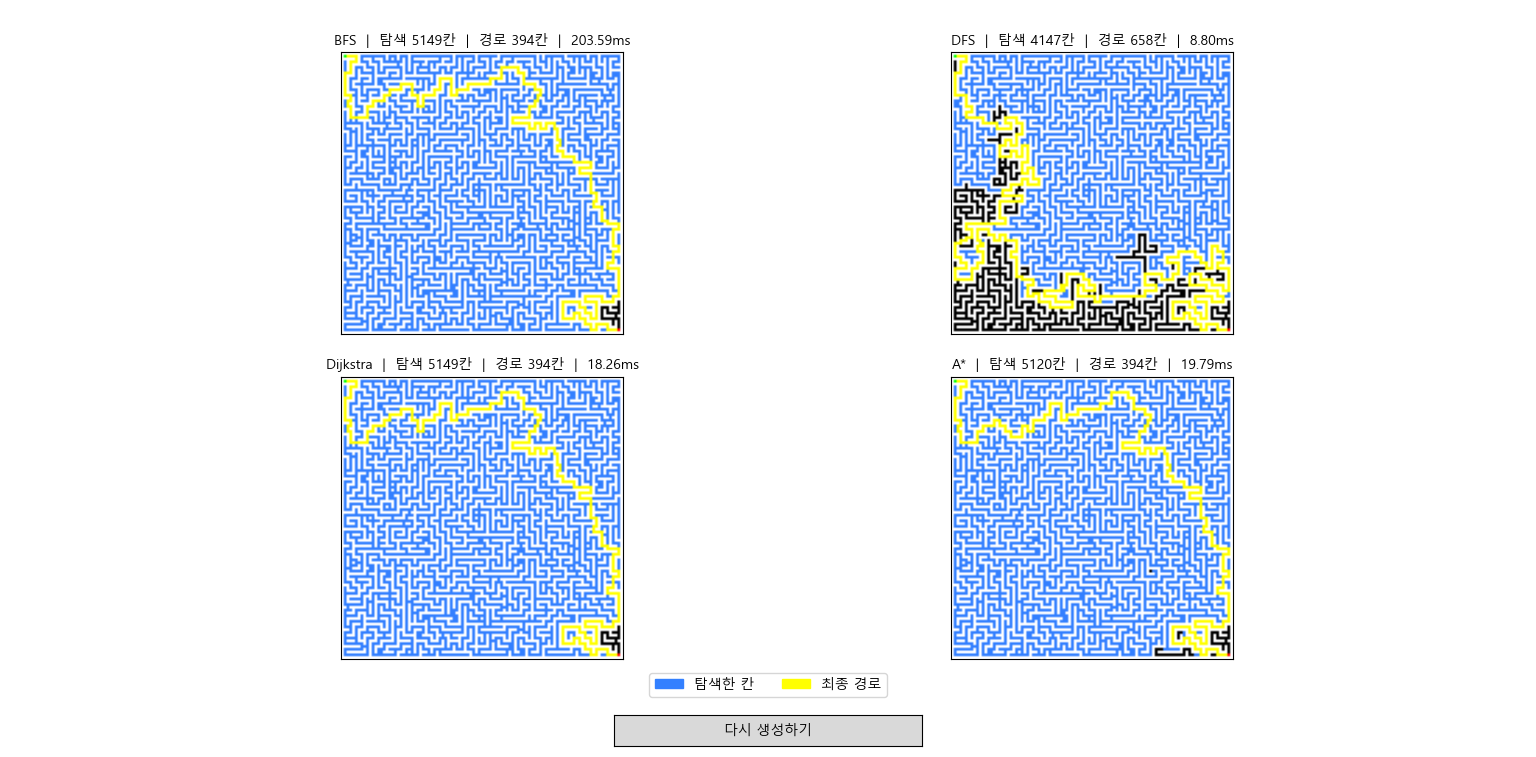 BFS | 탐색 5149칸 | 경로 394칸 | 203.59ms
DFS | 탐색 4147칸 | 경로 658칸 | 8.80ms
Dijkstra | 탐색 5149칸 | 경로 394칸 | 18.26ms
A* | 탐색 5120칸 | 경로 394칸 | 19.79ms
탐색한 칸 최종 경로
다시 생성하기